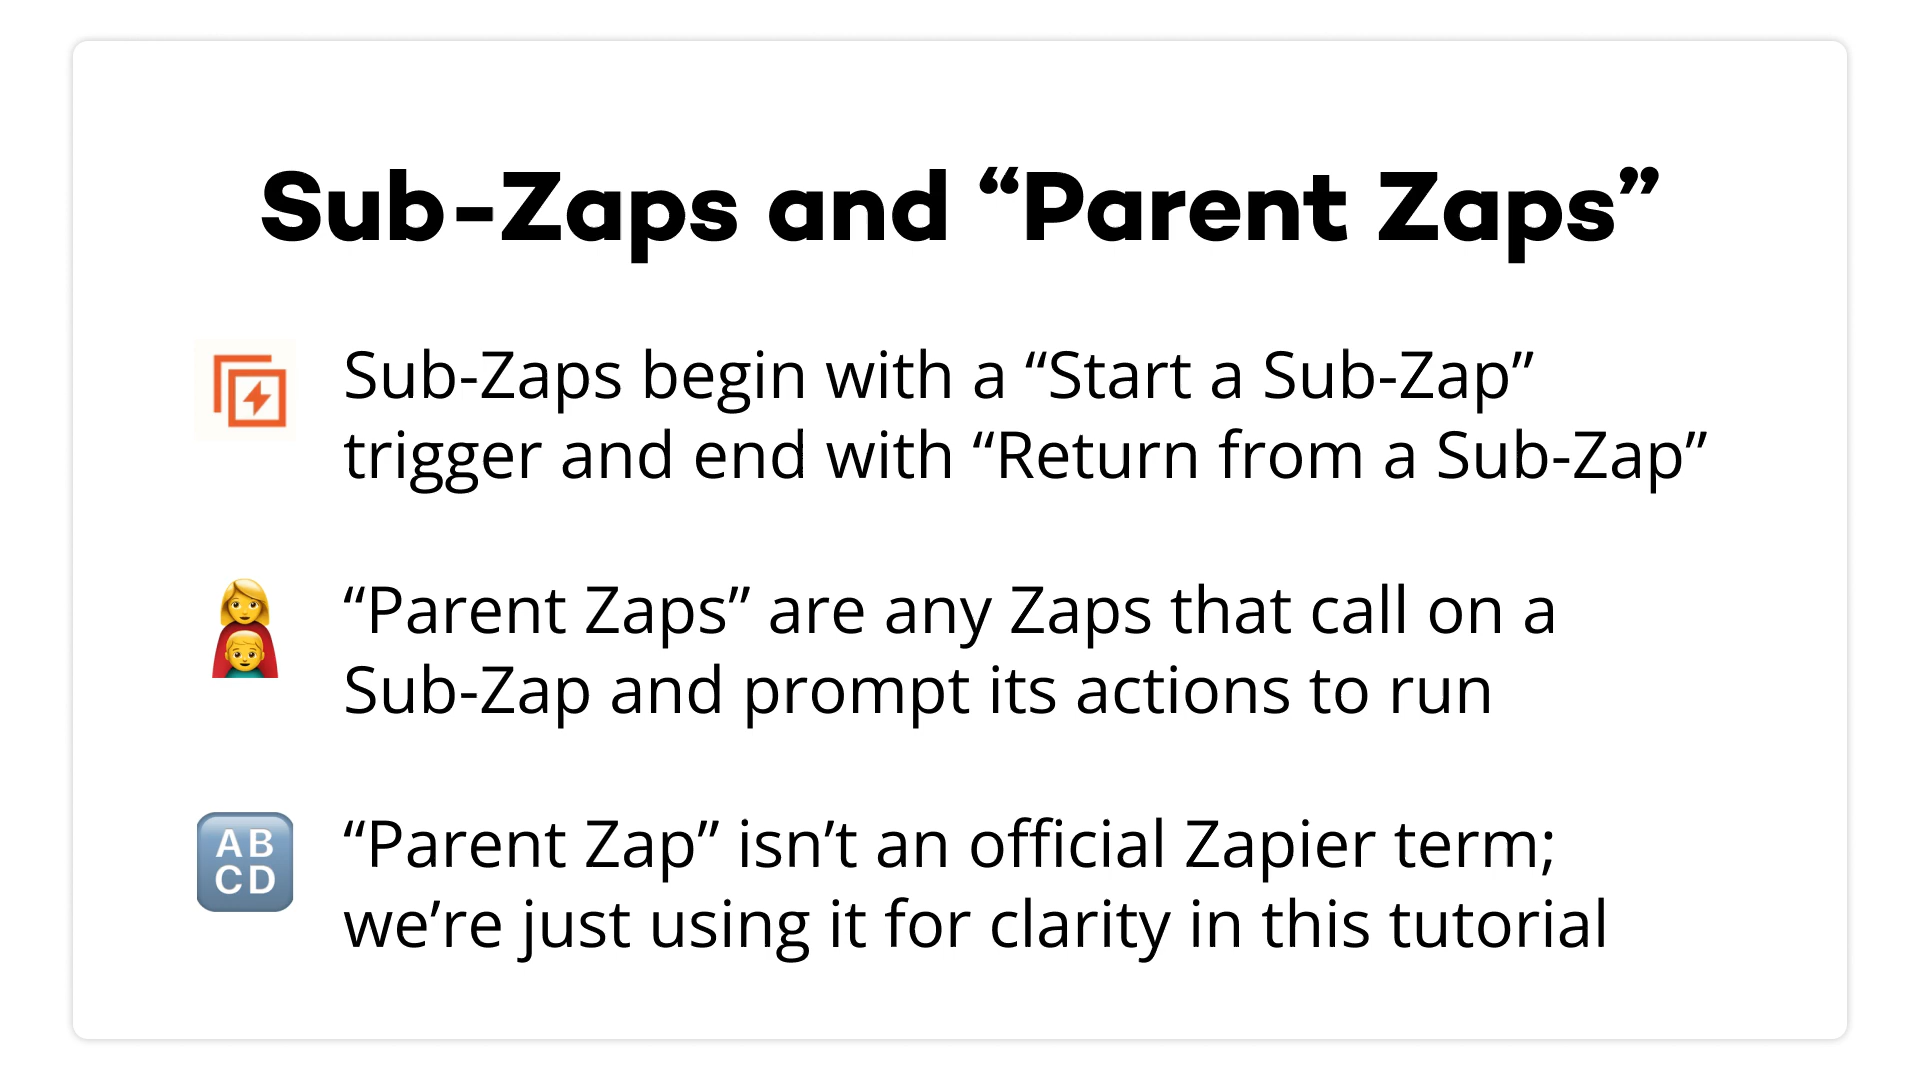 Sub-Zaps and “Parent Zaps”
Sub-Zaps begin with a “Start a Sub-Zap”
trigger and end with “Return from a Sub-Zap”
“Parent Zaps” are any Zaps that call on a
Sub-Zap and prompt its actions to run
AB
CD
“Parent Zap” isn’t an official Zapier term;
we’re just using it for clarity in this tutorial